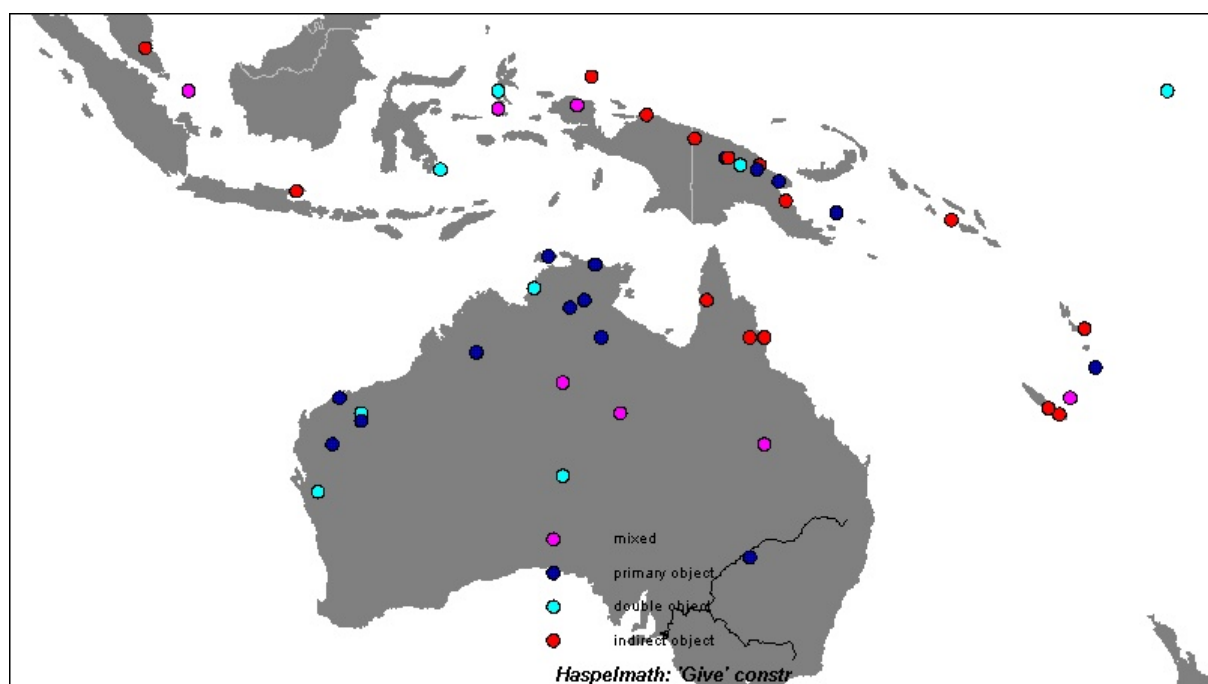 mixed
primary object
double object
indirect object
Haspelmath: 'Give' constr